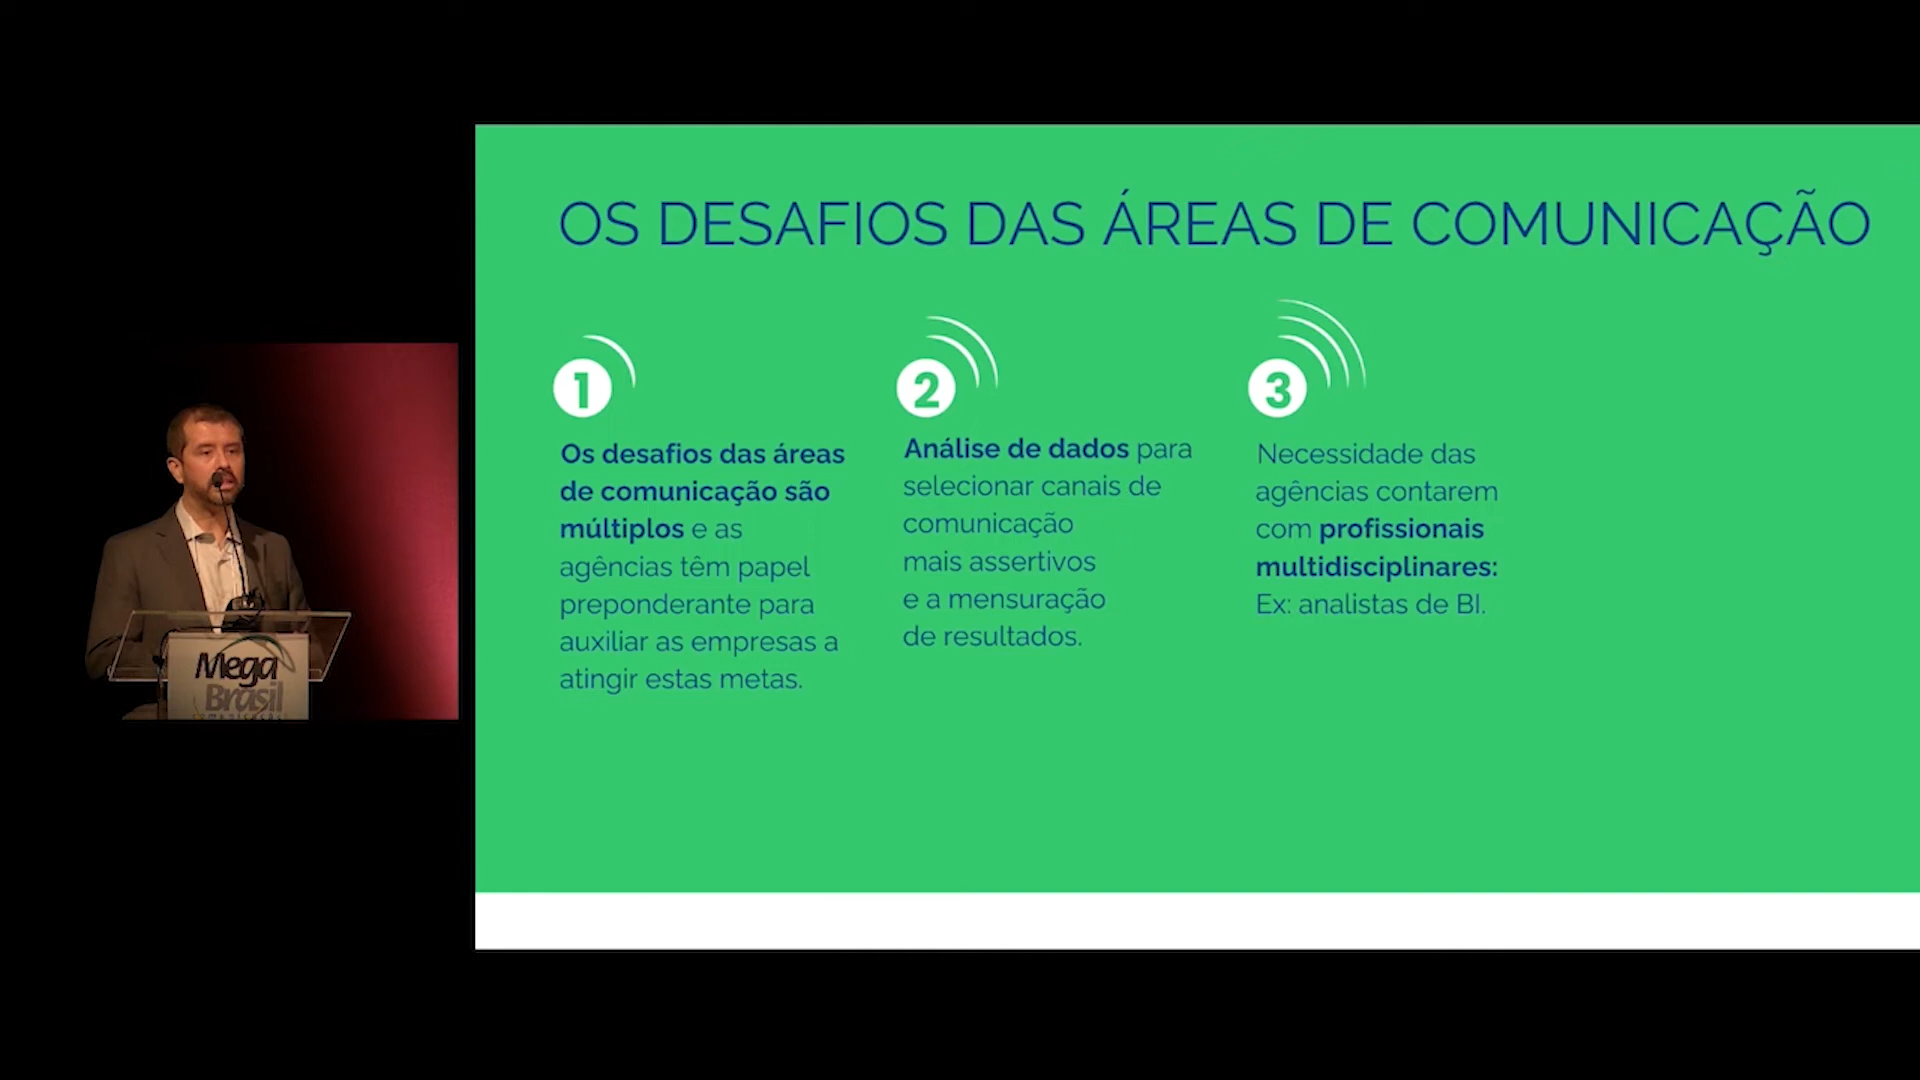 OS DESAFIOS DAS ÁREAS DE COMUNICAÇÃO
1
Os desafios das áreas
de comunicação são
múltiplos e as
agências têm papel
preponderante para
auxiliar as empresas a
atingir estas metas.
2
Análise de dados para
selecionar canais de
comunicação
mais assertivos
e a mensuração
de resultados.
3
Necessidade das
agências contarem
com profissionais
multidisciplinares:
Ex: analistas de BI.
Mega
Brasil